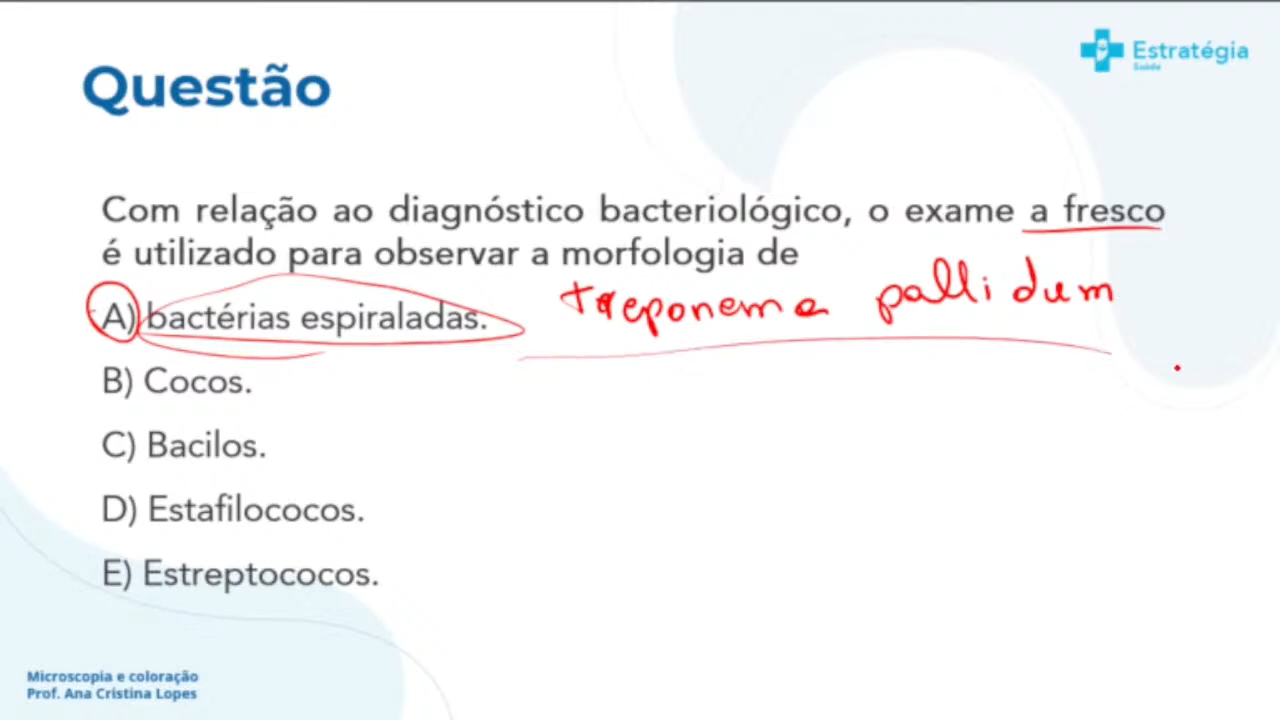 Estratégia
Saúde
Questão
Com relação ao diagnóstico bacteriológico, o exame a fresco
é utilizado para observar a morfologia de
A) bactérias espiraladas. treponema pallidum
B) Cocos.
C) Bacilos.
D) Estafilococos.
E) Estreptococos.
Microscopia e coloração
Prof. Ana Cristina Lopes